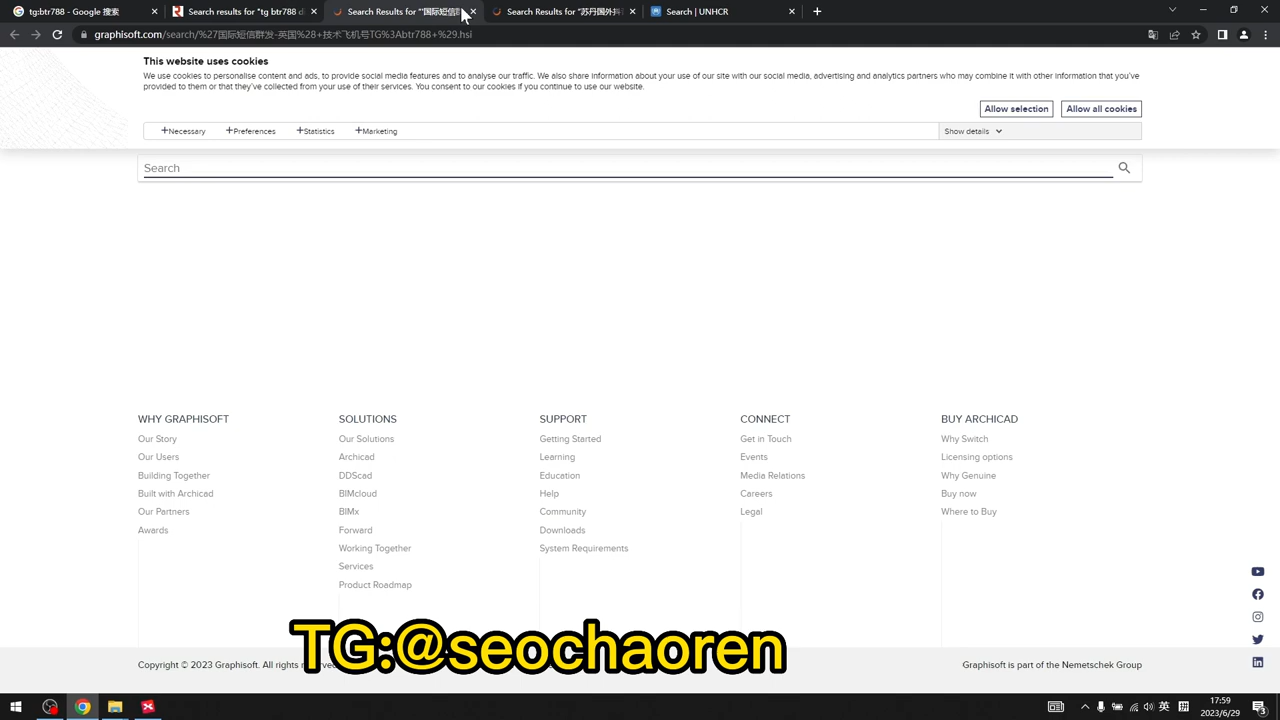 tgbtr788 - Google 搜索
Search results for "tg btr788 d
Search Results for "'国际短信
Search Results for "苏丹国外
Search | UNHCR
graphisoft.com/search/%27国际短信群发-英国%28+技术飞机号TG%3Abtr788+%29.hsi
This website uses cookies
We use cookies to personalise content and ads, to provide social media features and to analyse our traffic. We also share information about your use of our site with our social media, advertising and analytics partners who may combine it with other information that you've
provided to them or that they've collected from your use of their services. You consent to our cookies if you continue to use our website.
Allow selection
Allow all cookies
Necessary
Preferences
Statistics
Marketing
Show details
Search
WHY GRAPHISOFT
Our Story
Our Users
Building Together
Built with Archicad
Our Partners
Awards
SOLUTIONS
Our Solutions
Archicad
DDScad
BIMcloud
BIMx
Forward
Working Together
Services
Product Roadmap
SUPPORT
Getting Started
Learning
Education
Help
Community
Downloads
System Requirements
CONNECT
Get in Touch
Events
Media Relations
Careers
Legal
BUY ARCHICAD
Why Switch
Licensing options
Why Genuine
Buy now
Where to Buy
TG:@seochaoren
Copyright © 2023 Graphisoft. All rights
Graphisoft is part of the Nemetschek Group
英
拼
17:59
2023/6/29